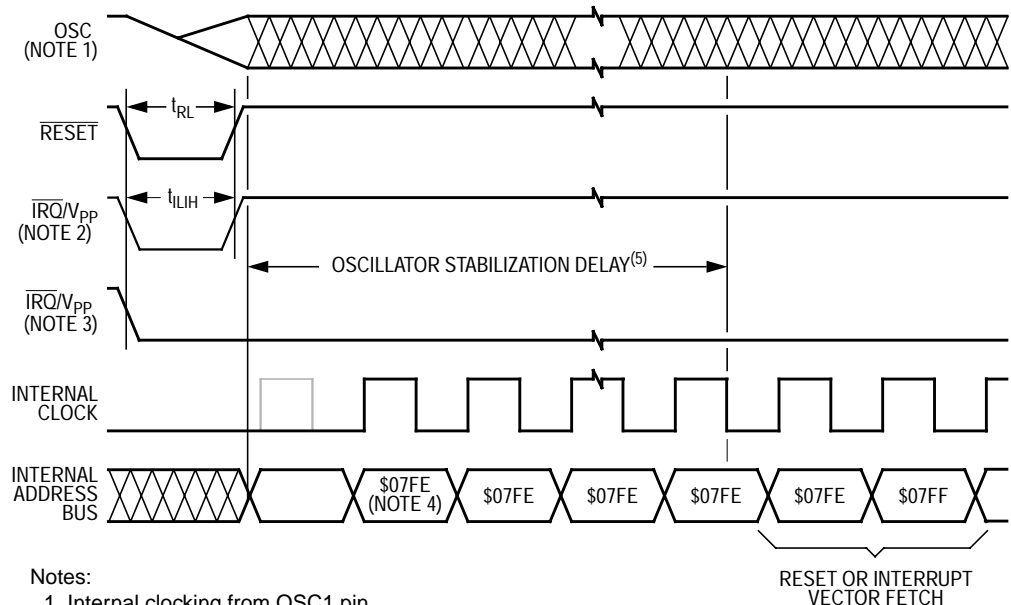 OSC
(NOTE 1)
tRL
RESET
tILIH
IRQ/VPP
(NOTE 2)
OSCILLATOR STABILIZATION DELAY(5)
IRQ/VPP
(NOTE 3)
INTERNAL
CLOCK
INTERNAL
ADDRESS
BUS
$07FE
(NOTE 4)
$07FE
$07FE
$07FE
$07FE
$07FF
RESET OR INTERRUPT
VECTOR FETCH
Notes:
1. Internal clocking from OSC1 pin